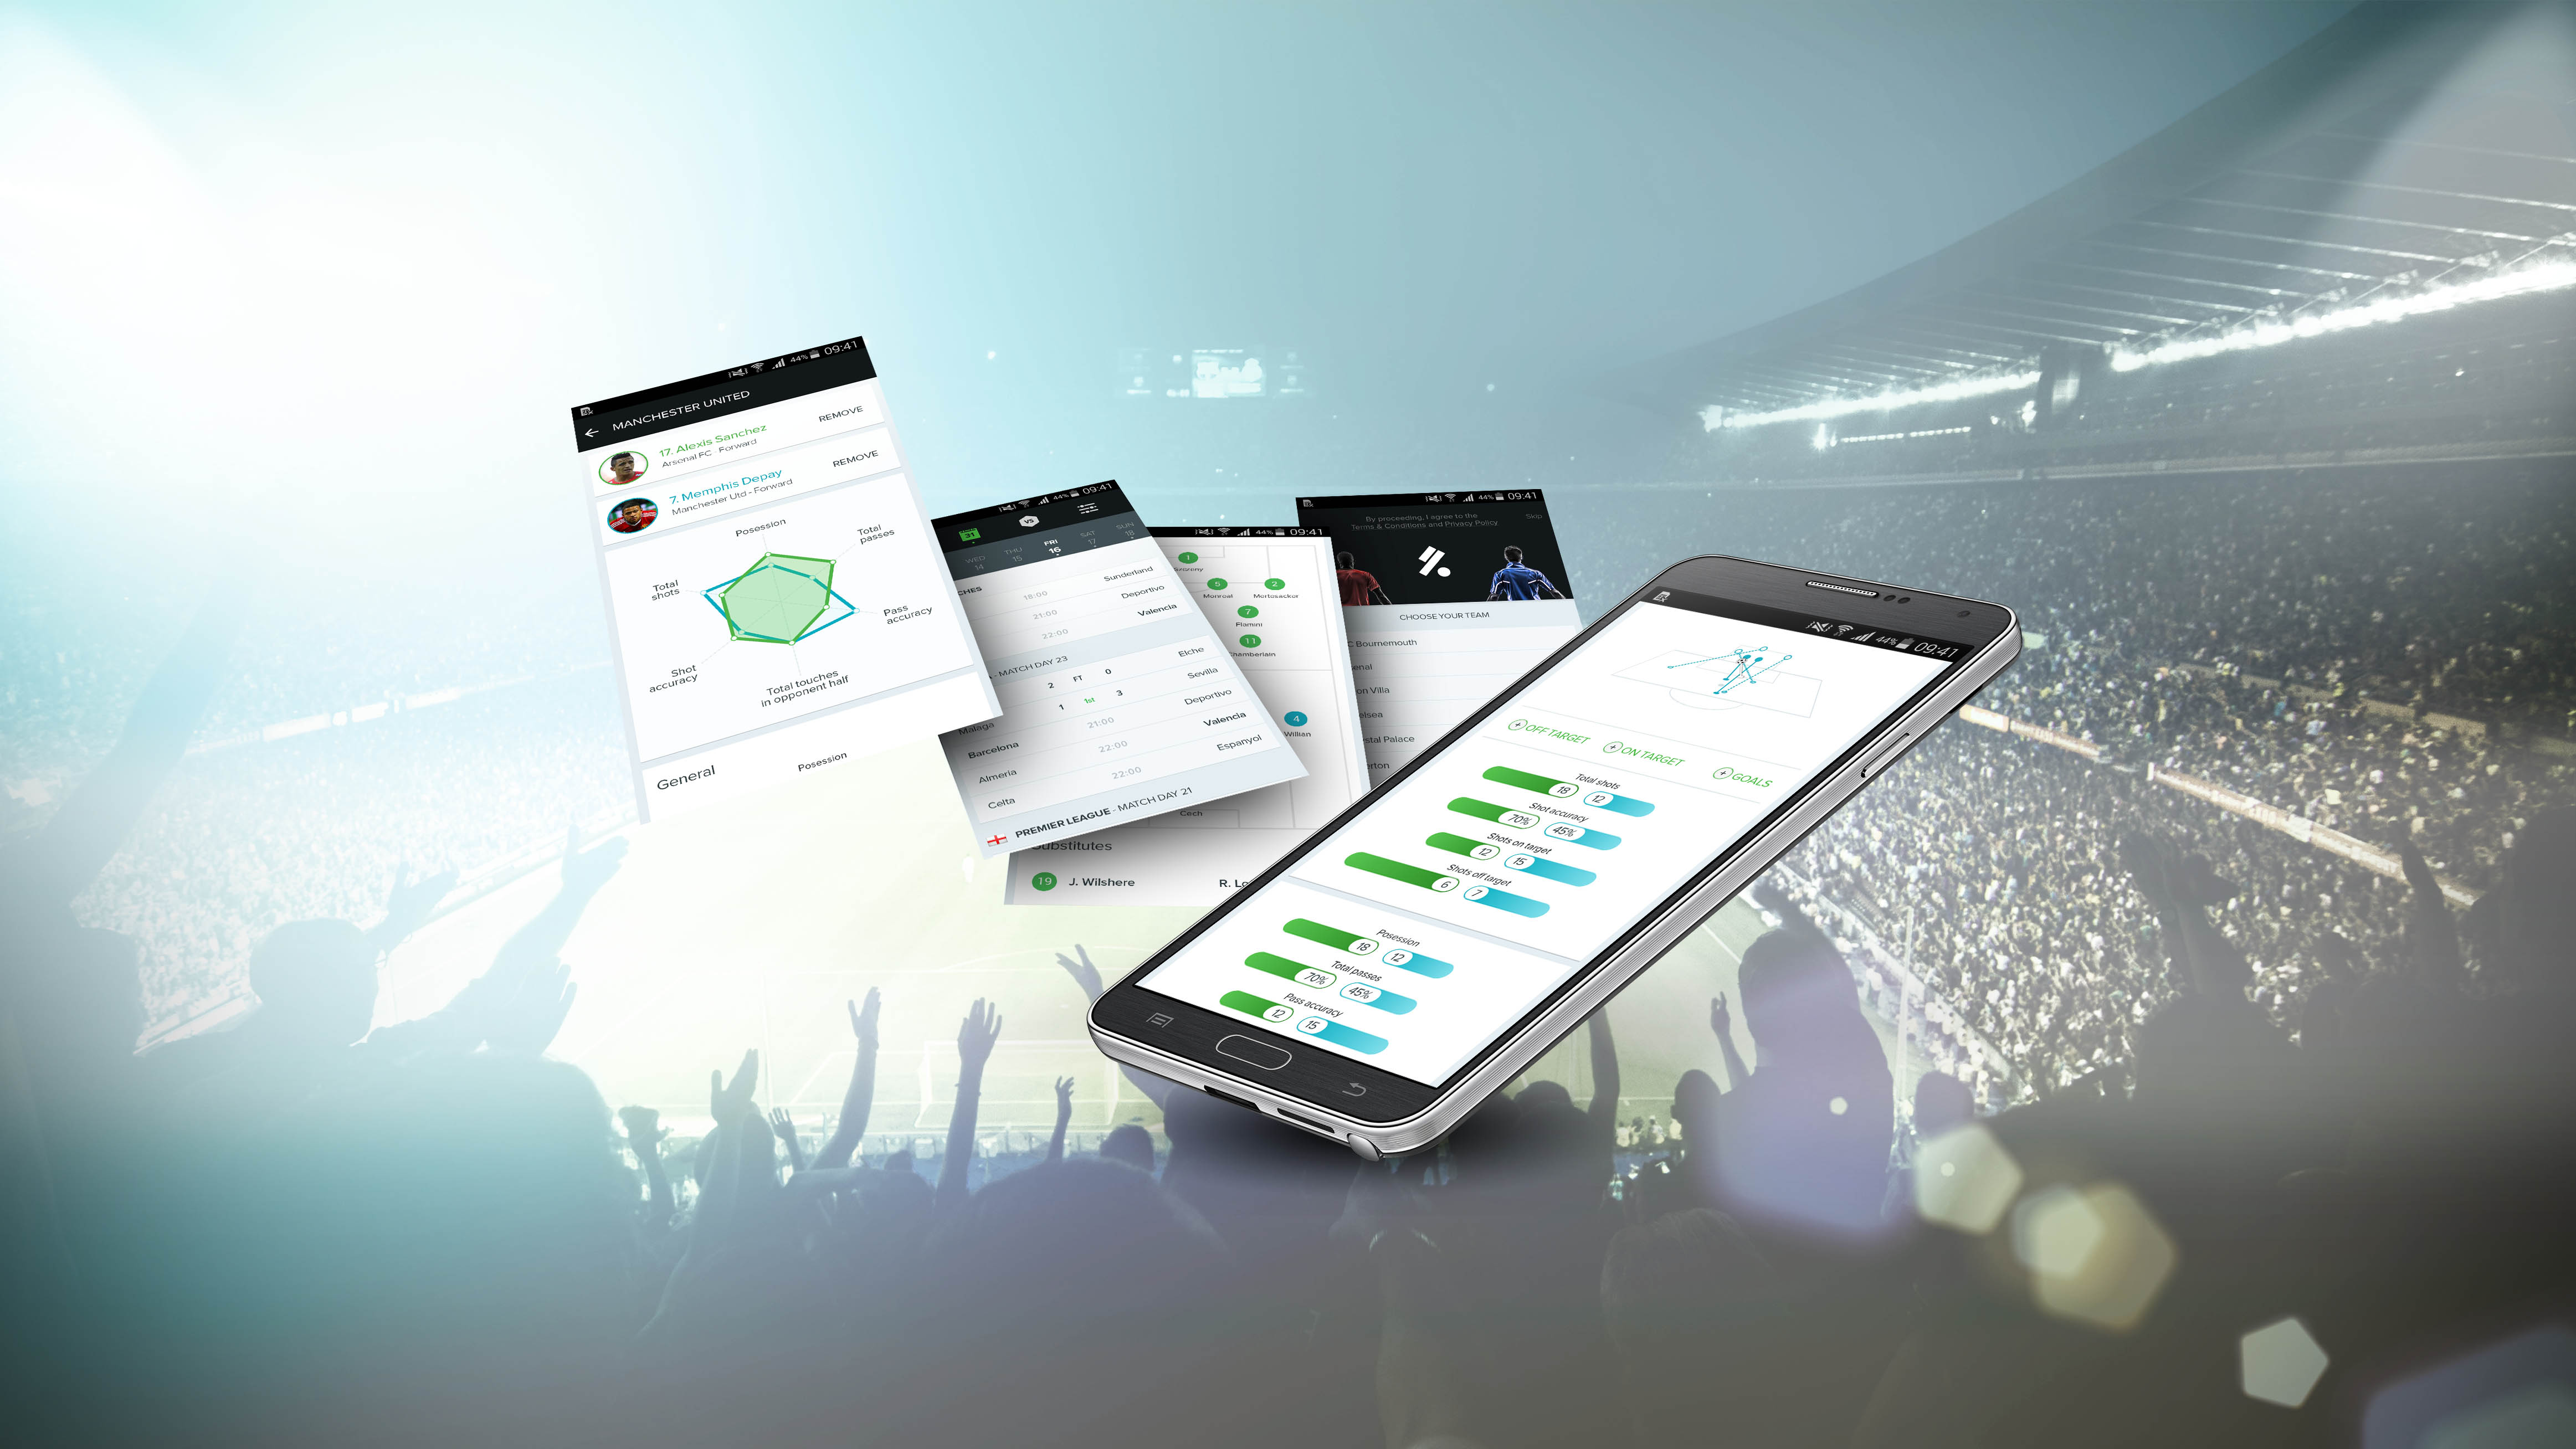 44% 09:41
MANCHESTER UNITED
17. Alexis Sanchez
Arsenal FC - Forward
REMOVE
7. Memphis Depay
Manchester Utd - Forward
REMOVE
Posession
Total
passes
Pass
accuracy
Total touches
in opponent half
Shot
accuracy
Total
shots
General
Posession
44% 09:41
31
VS
WED THU FRI SAT SUN
14 15 16 17 18
CHES
18:00 Sunderland
21:00 Deportivo
22:00 Valencia
- MATCH DAY 23
2 FT 0 Elche
Malaga 1 1st 3 Sevilla
Barcelona 21:00 Deportivo
Almeria 22:00 Valencia
Celta 22:00 Espanyol
PREMIER LEAGUE - MATCH DAY 21
44% 09:41
1
5
Monreal
2
Mertesacker
7
Flamini
11
Chamberlain
4
Willian
Cech
Substitutes
19 J. Wilshere R. Lo
44% 09:41
By proceeding, I agree to the
Terms & Conditions and Privacy Policy
Skip
CHOOSE YOUR TEAM
C Bournemouth
enal
on Villa
elsea
stal Palace
erton
44% 09:41
OFF TARGET ON TARGET GOALS
Total shots
18 12
Shot accuracy
70% 45%
Shots on target
12 15
Shots off target
6 7
Posession
18 12
Total passes
70% 45%
Pass accuracy
12 15